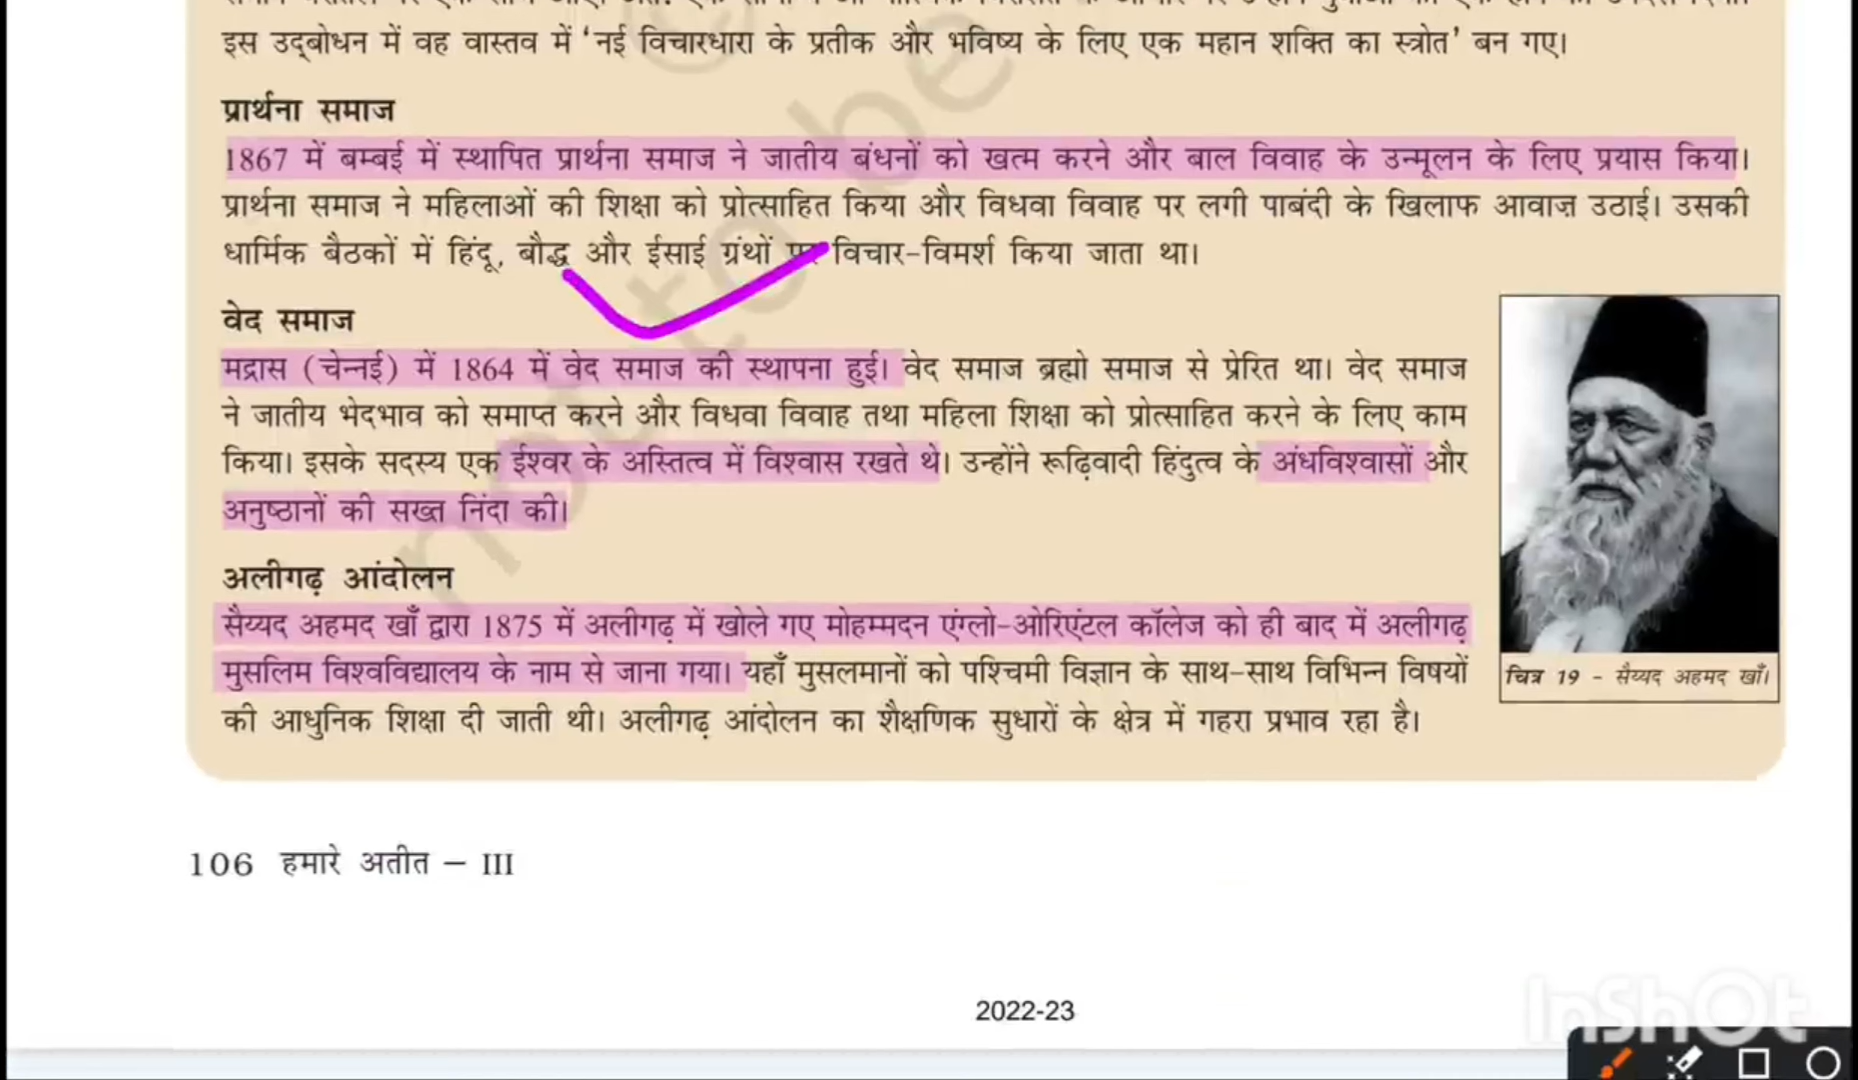 इस उद्‌बोधन में वह वास्तव में 'नई विचारधारा के प्रतीक और भविष्य के लिए एक महान शक्ति का स्त्रोत' बन गए।
प्रार्थना समाज
1867 में बम्बई में स्थापित प्रार्थना समाज ने जातीय बंधनों को खत्म करने और बाल विवाह के उन्मूलन के लिए प्रयास किया।
प्रार्थना समाज ने महिलाओं की शिक्षा को प्रोत्साहित किया और विधवा विवाह पर लगी पाबंदी के खिलाफ आवाज़ उठाई। उसकी
धार्मिक बैठकों में हिंदू, बौद्ध और ईसाई ग्रंथों पर विचार-विमर्श किया जाता था।
वेद समाज
मद्रास (चेन्नई) में 1864 में वेद समाज की स्थापना हुई। वेद समाज ब्रह्मो समाज से प्रेरित था। वेद समाज
ने जातीय भेदभाव को समाप्त करने और विधवा विवाह तथा महिला शिक्षा को प्रोत्साहित करने के लिए काम
किया। इसके सदस्य एक ईश्वर के अस्तित्व में विश्वास रखते थे। उन्होंने रूढ़िवादी हिंदुत्व के अंधविश्वासों और
अनुष्ठानों की सख्त निंदा की।
अलीगढ़ आंदोलन
सैय्यद अहमद खाँ द्वारा 1875 में अलीगढ़ में खोले गए मोहम्मदन एंग्लो-ओरिएंटल कॉलेज को ही बाद में अलीगढ़
मुसलिम विश्वविद्यालय के नाम से जाना गया। यहाँ मुसलमानों को पश्चिमी विज्ञान के साथ-साथ विभिन्न विषयों
की आधुनिक शिक्षा दी जाती थी। अलीगढ़ आंदोलन का शैक्षणिक सुधारों के क्षेत्र में गहरा प्रभाव रहा है।
चित्र 19 - सैय्यद अहमद खाँ।
106 हमारे अतीत – III
2022-23
InShOt
not to be